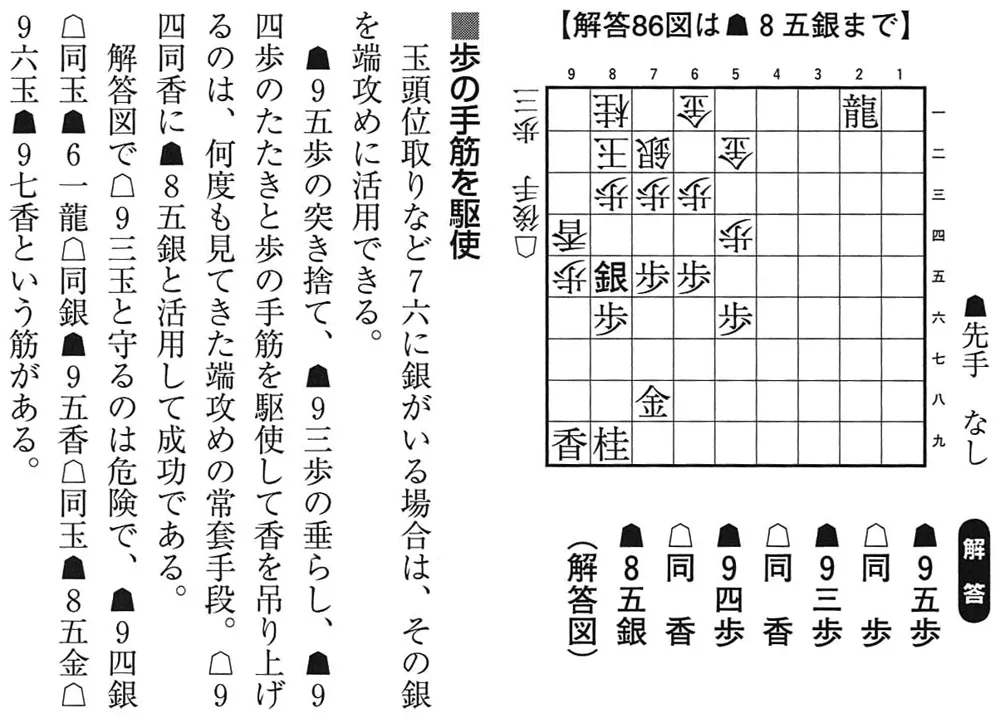 【解答86図は☗8五銀まで】
9 8 7 6 5 4 3 2 1
桂 金 龍 一
王 銀 金 二
歩 歩 歩 三
香 歩 四
歩 銀 歩 歩 五
歩 歩 六
七
金 八
香 桂 九
☖後手 歩三
☗先手 なし
解答
☗9五歩
☖同 歩
☗9三歩
☖同 香
☗9四歩
☖同 香
☗8五銀
(解答図)
■歩の手筋を駆使
玉頭位取りなど7六に銀がいる場合は、その銀
を端攻めに活用できる。
☗9五歩の突き捨て、☗9三歩の垂らし、☗9
四歩のたたきと歩の手筋を駆使して香を吊り上げ
るのは、何度も見てきた端攻めの常套手段。☖9
四同香に☗8五銀と活用して成功である。
解答図で☖9三玉と守るのは危険で、☗9四銀
☖同玉☗6一龍☖同銀☗9五香☖同玉☗8五金☖
9六玉☗9七香という筋がある。